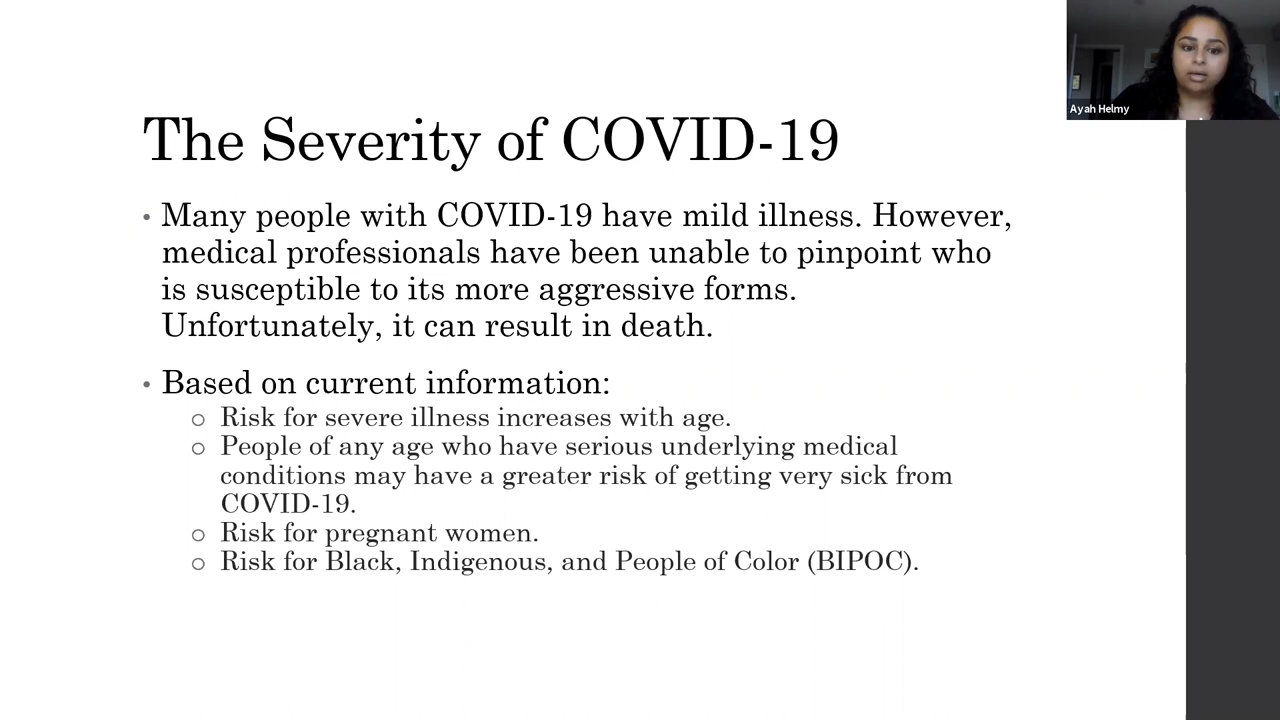 Ayah Helmy
The Severity of COVID-19
• Many people with COVID-19 have mild illness. However,
medical professionals have been unable to pinpoint who
is susceptible to its more aggressive forms.
Unfortunately, it can result in death.
• Based on current information:
○ Risk for severe illness increases with age.
○ People of any age who have serious underlying medical
conditions may have a greater risk of getting very sick from
COVID-19.
○ Risk for pregnant women.
○ Risk for Black, Indigenous, and People of Color (BIPOC).